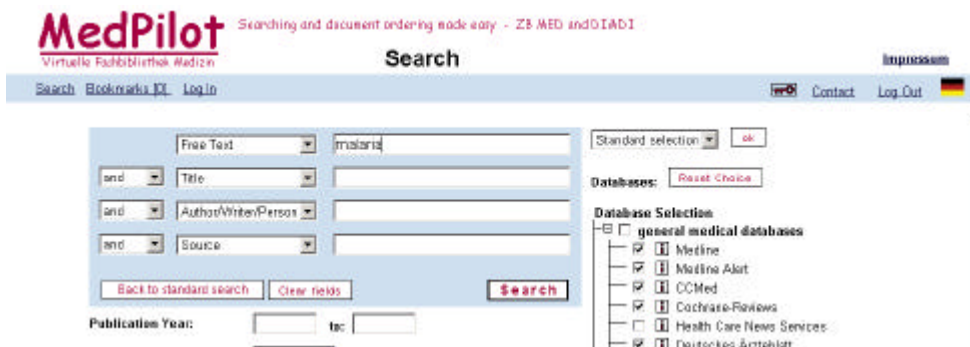 MedPilot Searching and document ordering made easy - ZB MED and DIMDI
Virtuelle Fachbibliothek Medizin
Search
Impressum
Search Bookmarks [0] Log In
Contact Log Out
Free Text malaria
and Title
and Author/Writer/Person
and Source
Back to standard search Clear fields Search
Publication Year: to:
Standard selection ok
Databases: Reset Choice
Database Selection
general medical databases
Medline
Medline Alert
CCMed
Cochrane-Reviews
Health Care News Services
Deutsches Ärzteblatt